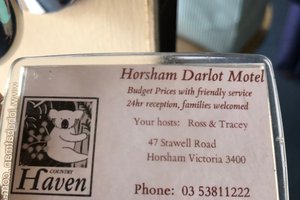 Horsham Darlot Motel
Budget Prices with friendly service
24hr reception, families welcomed
Your hosts: Ross & Tracey
47 Stawell Road
Horsham Victoria 3400
COUNTRY
Haven
Phone: 03 53811222